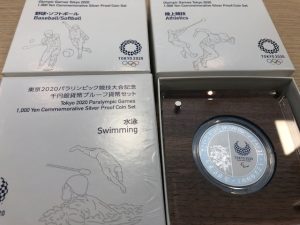 Olympic Games Tokyo 2020
1,000 Yen Commemorative Silver Proof Coin Set
野球・ソフトボール
Baseball/Softball
TOKYO 2020
Olympic Games Tokyo 2020
1,000 Yen Commemorative Silver Proof Coin Set
陸上競技
Athletics
TOKYO 2020
東京2020パラリンピック競技大会記念
千円銀貨幣プルーフ貨幣セット
Tokyo 2020 Paralympic Games
1,000 Yen Commemorative Silver Proof Coin Set
水泳
Swimming
TOKYO 2020